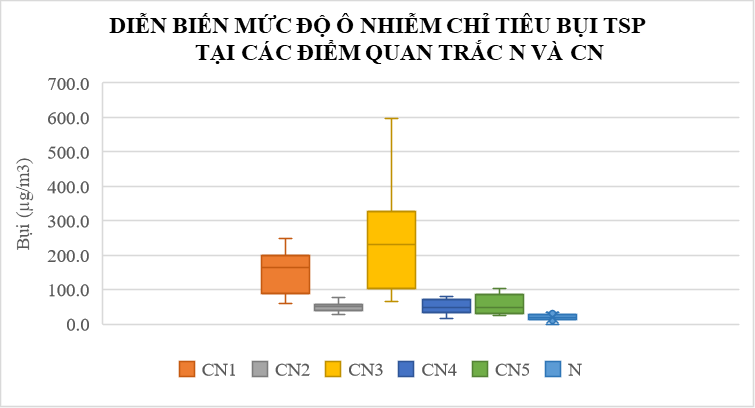 DIỄN BIẾN MỨC ĐỘ Ô NHIỄM CHỈ TIÊU BỤI TSP
TẠI CÁC ĐIỂM QUAN TRẮC N VÀ CN
700.0
600.0
500.0
400.0
300.0
200.0
100.0
0.0
Bụi (µg/m3)
CN1 CN2 CN3 CN4 CN5 N